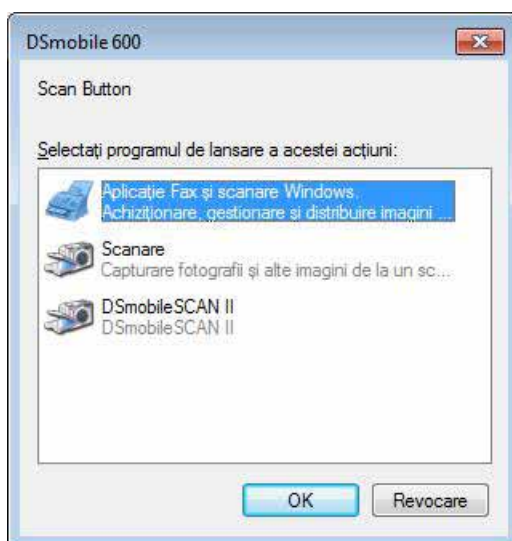 DSmobile 600
Scan Button
Selectați programul de lansare a acestei acțiuni:
Aplicație Fax și scanare Windows.
Achiziționare, gestionare și distribuire imagini ...
Scanare
Capturare fotografii și alte imagini de la un sc...
DSmobileSCAN II
DSmobileSCAN II
OK
Revocare